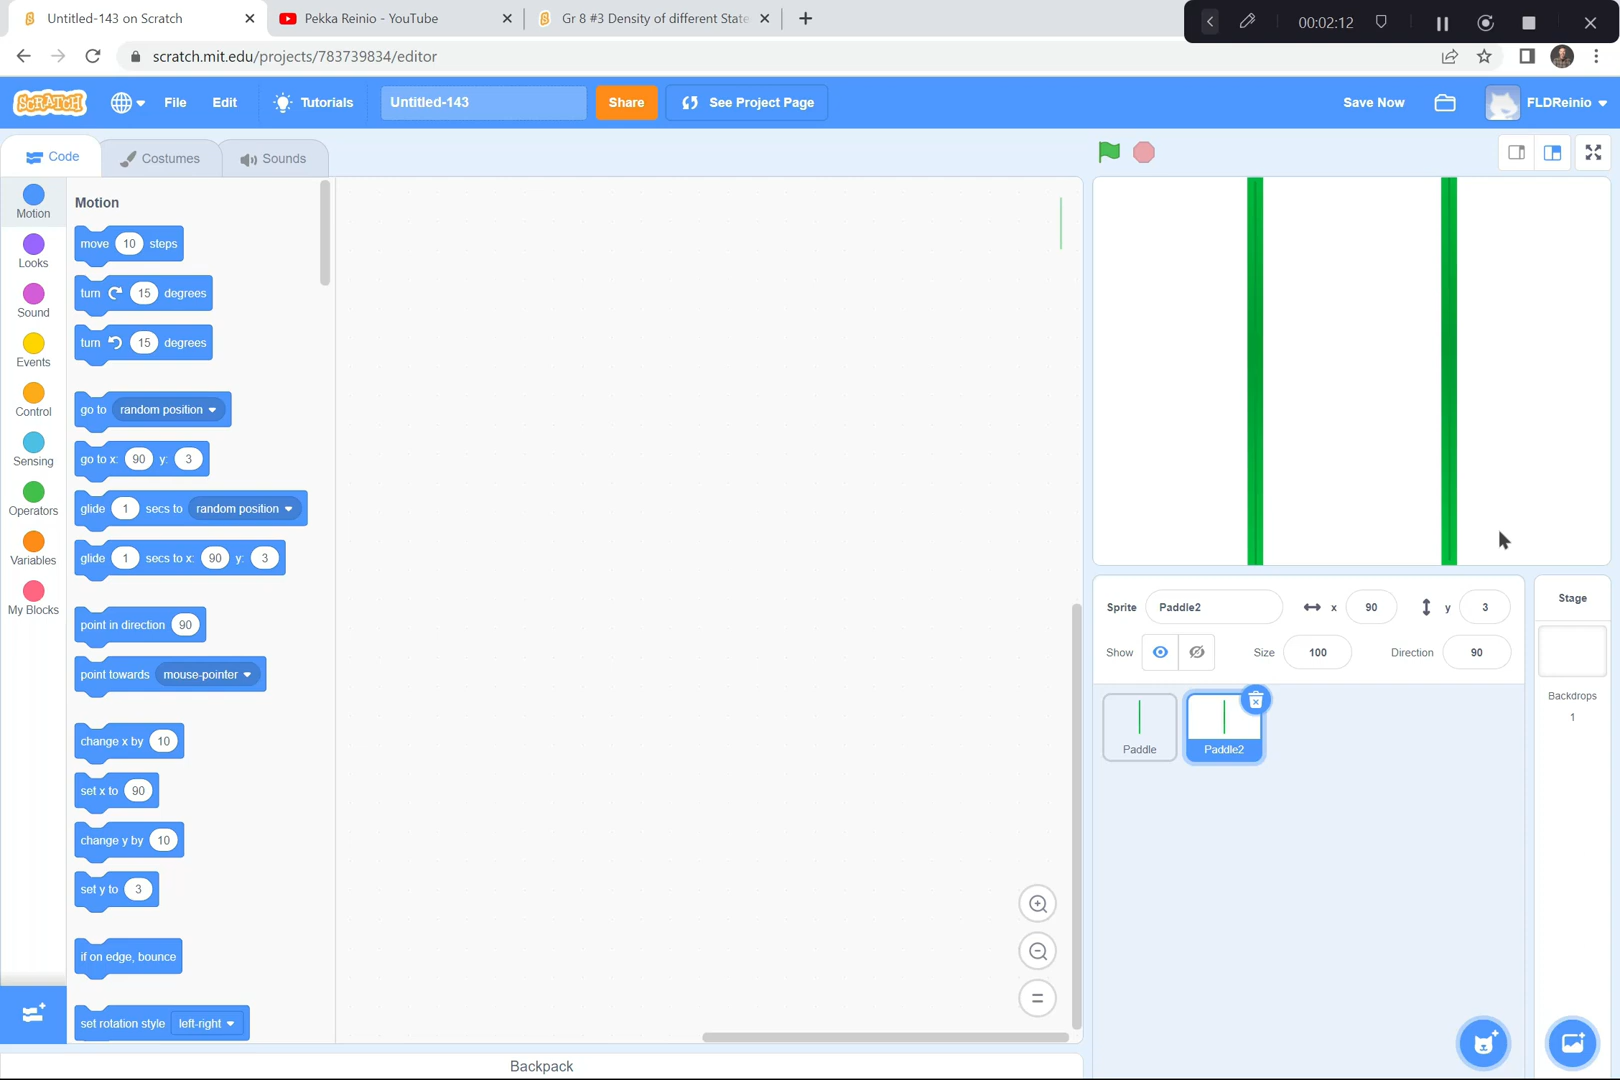 Untitled-143 on Scratch
Pekka Reinio - YouTube
Gr 8 #3 Density of different State
00:02:12
scratch.mit.edu/projects/783739834/editor
SCRATCH
File
Edit
Tutorials
Untitled-143
Share
See Project Page
Save Now
FLDReinio
Code
Costumes
Sounds
Motion
Looks
Sound
Events
Control
Sensing
Operators
Variables
My Blocks
Motion
move 10 steps
turn 15 degrees
turn 15 degrees
go to random position
go to x: 90 y: 3
glide 1 secs to random position
glide 1 secs to x: 90 y: 3
point in direction 90
point towards mouse-pointer
change x by 10
set x to 90
change y by 10
set y to 3
if on edge, bounce
set rotation style left-right
Backpack
Sprite Paddle2 x 90 y 3
Show Size 100 Direction 90
Paddle
Paddle2
Stage
Backdrops
1